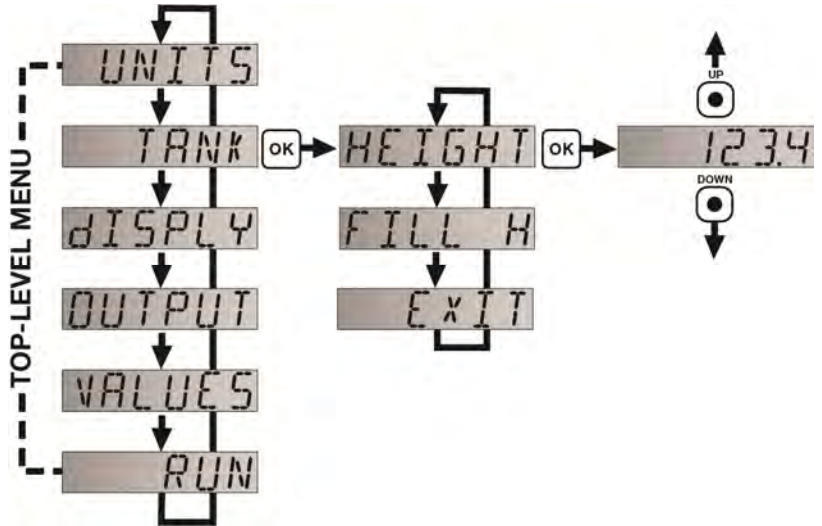 TOP-LEVEL MENU
UNITS
TANK
OK
HEIGHT
OK
UP
123.4
DOWN
dISPLY
FILL H
OUTPUT
ExIT
VALUES
RUN